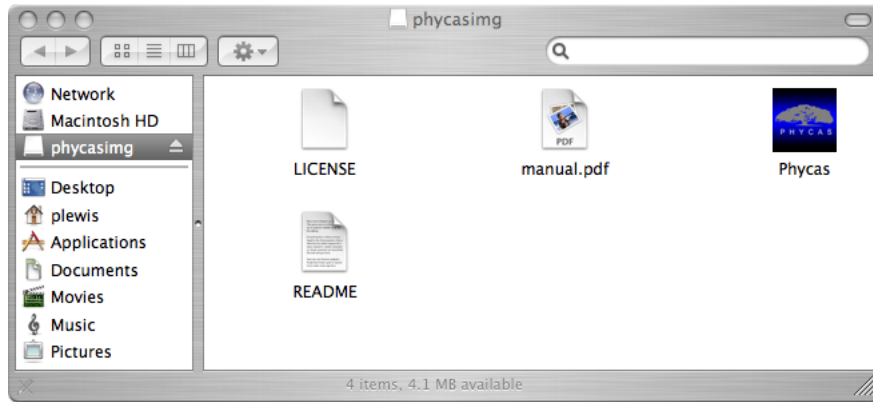 phycasimg
Network
Macintosh HD
phycasimg
Desktop
plewis
Applications
Documents
Movies
Music
Pictures
LICENSE
PDF
manual.pdf
PHYCAS
Phycas
README
4 items, 4.1 MB available